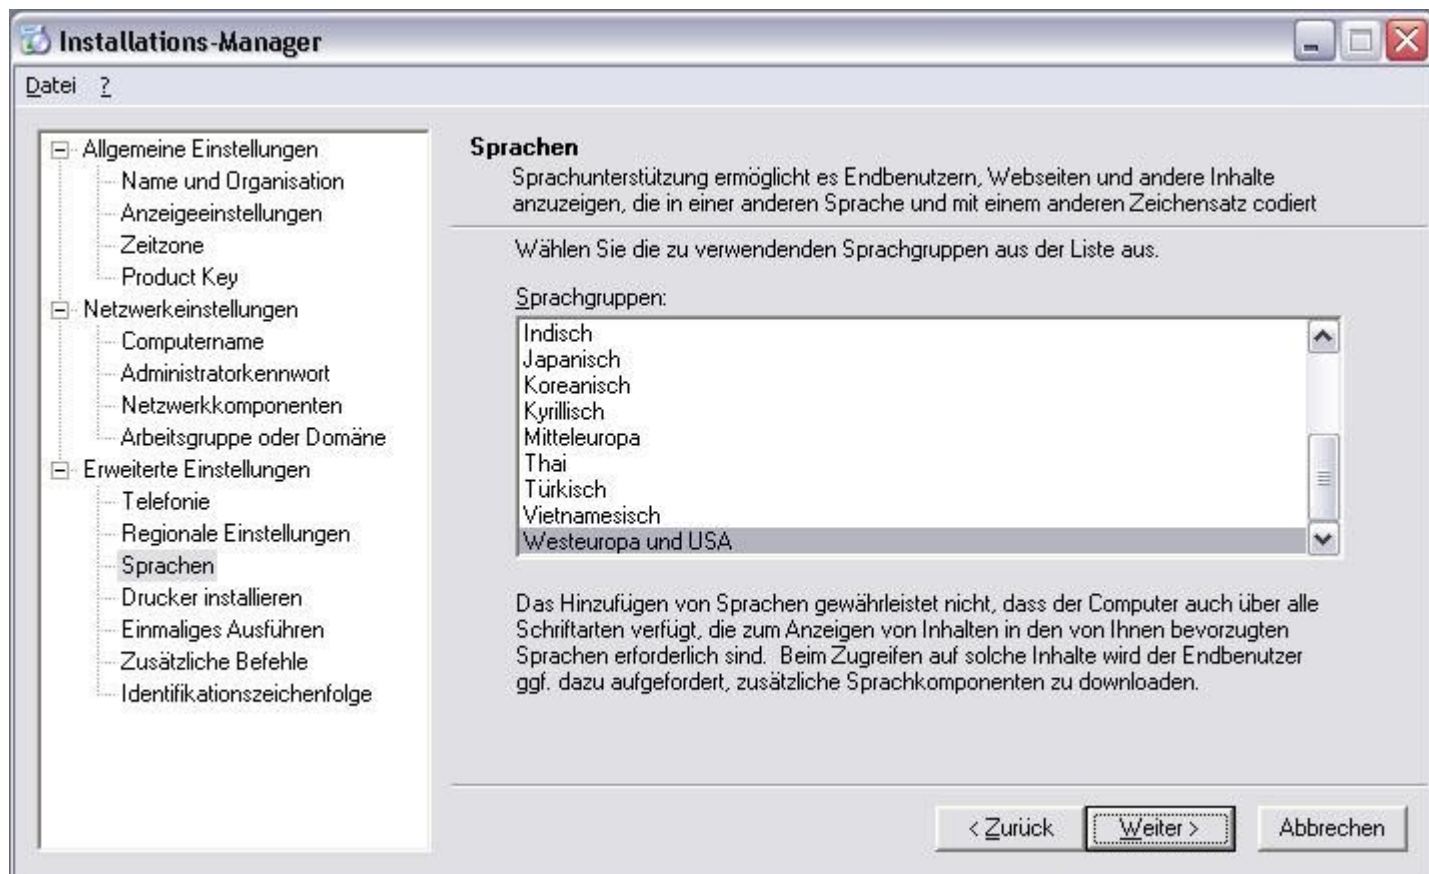 Installations-Manager
Datei ?
Allgemeine Einstellungen
Name und Organisation
Anzeigeeinstellungen
Zeitzone
Product Key
Netzwerkeinstellungen
Computername
Administratorkennwort
Netzwerkkomponenten
Arbeitsgruppe oder Domäne
Erweiterte Einstellungen
Telefonie
Regionale Einstellungen
Sprachen
Drucker installieren
Einmaliges Ausführen
Zusätzliche Befehle
Identifikationszeichenfolge
Sprachen
Sprachunterstützung ermöglicht es Endbenutzern, Webseiten und andere Inhalte
anzuzeigen, die in einer anderen Sprache und mit einem anderen Zeichensatz codiert
Wählen Sie die zu verwendenden Sprachgruppen aus der Liste aus.
Sprachgruppen:
Indisch
Japanisch
Koreanisch
Kyrillisch
Mitteleuropa
Thai
Türkisch
Vietnamesisch
Westeuropa und USA
Das Hinzufügen von Sprachen gewährleistet nicht, dass der Computer auch über alle
Schriftarten verfügt, die zum Anzeigen von Inhalten in den von Ihnen bevorzugten
Sprachen erforderlich sind. Beim Zugreifen auf solche Inhalte wird der Endbenutzer
ggf. dazu aufgefordert, zusätzliche Sprachkomponenten zu downloaden.
< Zurück Weiter > Abbrechen